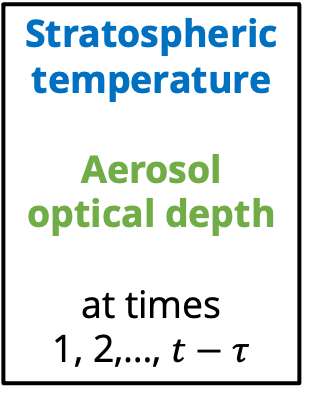 Stratospheric
temperature
Aerosol
optical depth
at times
1, 2,..., t − τ